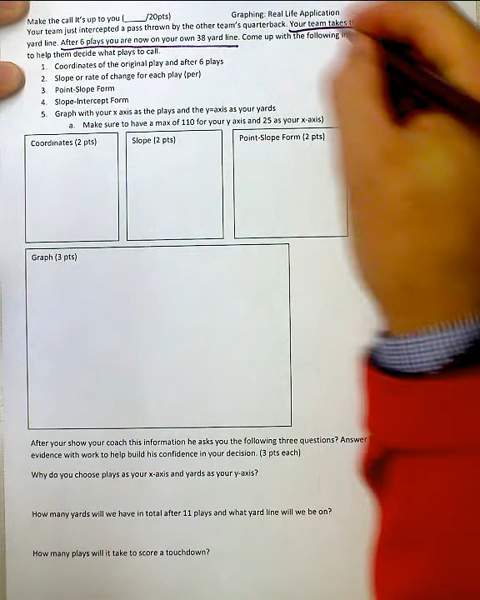 Make the call It's up to you (____/20pts) Graphing: Real Life Application
Your team just intercepted a pass thrown by the other team's quarterback. Your team takes
yard line. After 6 plays you are now on your own 38 yard line. Come up with the following
to help them decide what plays to call.
1. Coordinates of the original play and after 6 plays
2. Slope or rate of change for each play (per)
3. Point-Slope Form
4. Slope-Intercept Form
5. Graph with your x axis as the plays and the y=axis as your yards
a. Make sure to have a max of 110 for your y axis and 25 as your x-axis)
Coordinates (2 pts) Slope (2 pts) Point-Slope Form (2 pts)
Graph (3 pts)
After your show your coach this information he asks you the following three questions? Answer
evidence with work to help build his confidence in your decision. (3 pts each)
Why do you choose plays as your x-axis and yards as your y-axis?
How many yards will we have in total after 11 plays and what yard line will we be on?
How many plays will it take to score a touchdown?